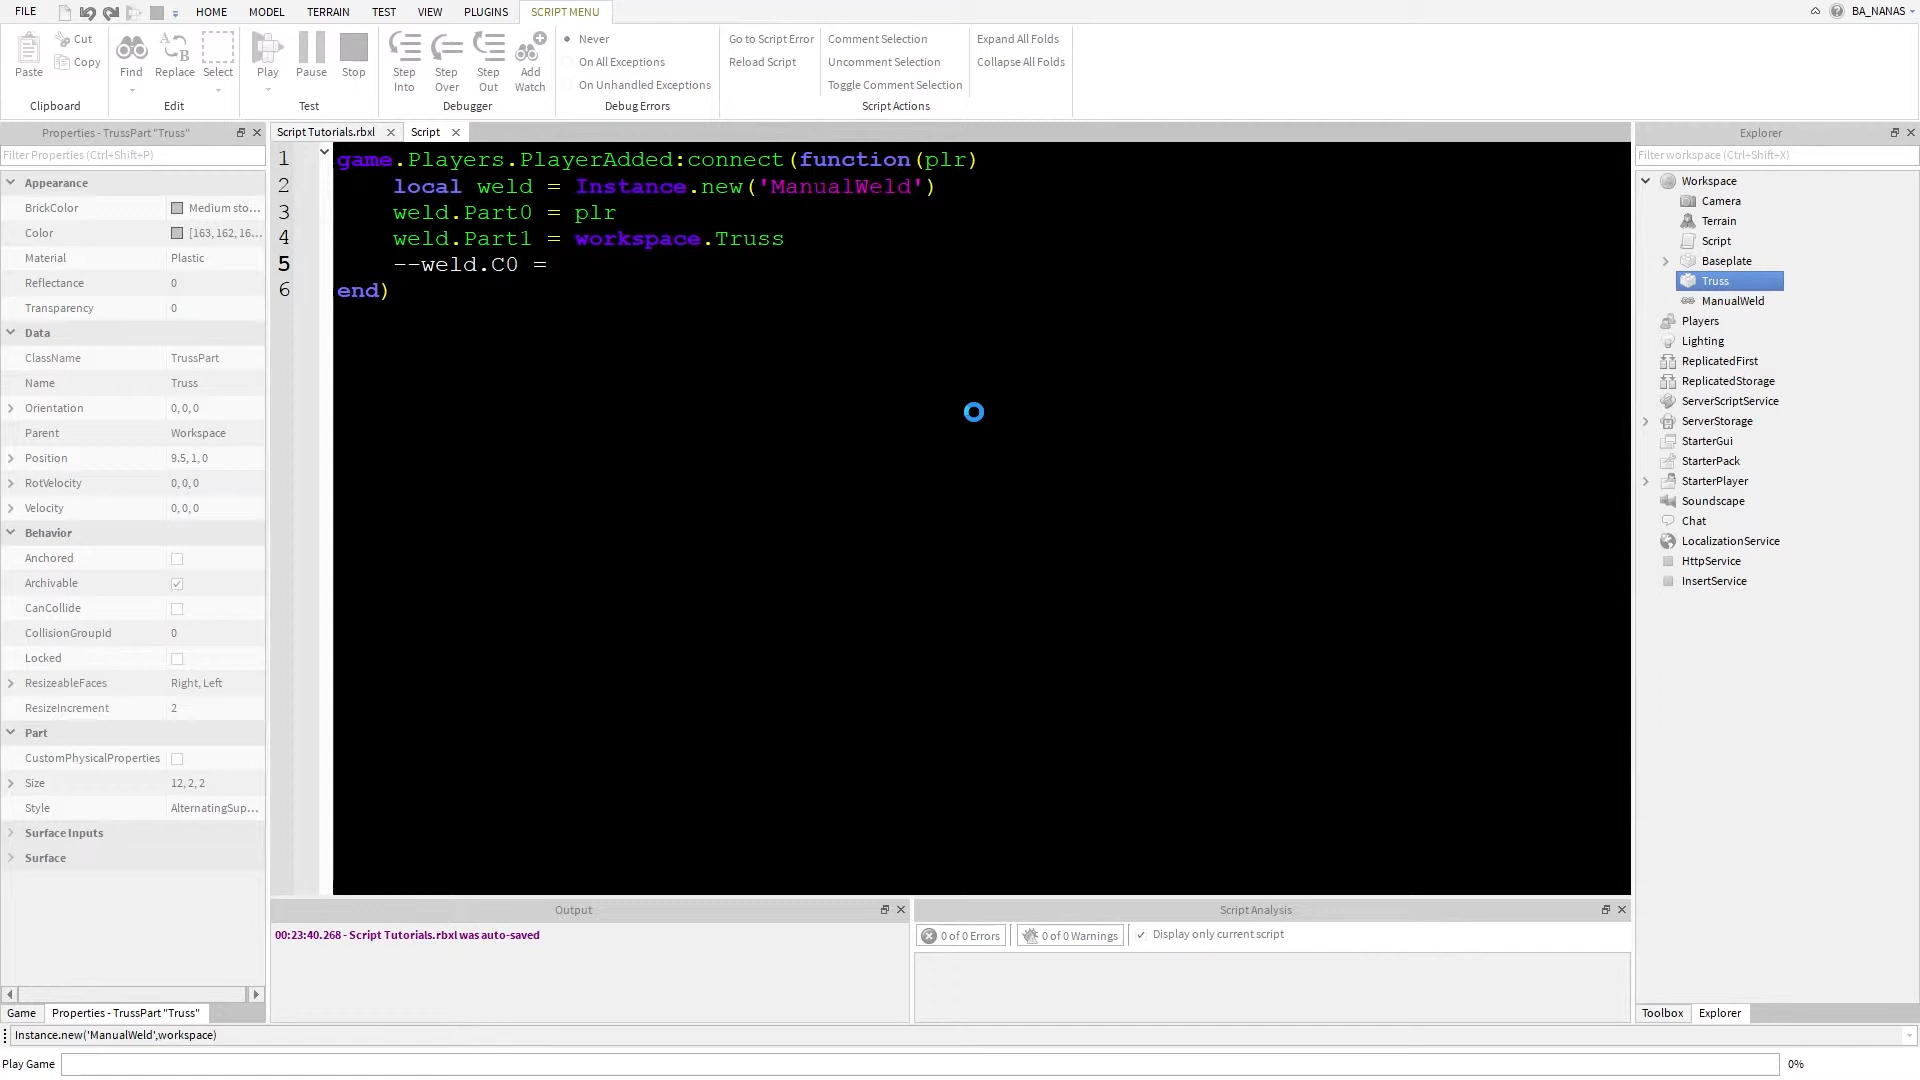 FILE
HOME
MODEL
TERRAIN
TEST
VIEW
PLUGINS
SCRIPT MENU
BA_NANAS
Paste
Cut
Copy
Clipboard
Find
Replace
Select
Edit
Play
Pause
Stop
Test
Step Into
Step Over
Step Out
Add Watch
Debugger
Never
On All Exceptions
On Unhandled Exceptions
Debug Errors
Go to Script Error
Reload Script
Comment Selection
Uncomment Selection
Toggle Comment Selection
Script Actions
Expand All Folds
Collapse All Folds
Properties - TrussPart "Truss"
Filter Properties (Ctrl+Shift+P)
Appearance
BrickColor Medium sto...
Color [163, 162, 16...
Material Plastic
Reflectance 0
Transparency 0
Data
ClassName TrussPart
Name Truss
Orientation 0, 0, 0
Parent Workspace
Position 9.5, 1, 0
RotVelocity 0, 0, 0
Velocity 0, 0, 0
Behavior
Anchored
Archivable
CanCollide
CollisionGroupId 0
Locked
ResizeableFaces Right, Left
ResizeIncrement 2
Part
CustomPhysicalProperties
Size 12, 2, 2
Style AlternatingSup...
Surface Inputs
Surface
Game
Properties - TrussPart "Truss"
Script Tutorials.rbxl
Script
1 game.Players.PlayerAdded:connect(function(plr)
2 local weld = Instance.new('ManualWeld')
3 weld.Part0 = plr
4 weld.Part1 = workspace.Truss
5 --weld.C0 =
6 end)
Output
00:23:40.268 - Script Tutorials.rbxl was auto-saved
Script Analysis
0 of 0 Errors
0 of 0 Warnings
Display only current script
Explorer
Filter workspace (Ctrl+Shift+X)
Workspace
Camera
Terrain
Script
Baseplate
Truss
ManualWeld
Players
Lighting
ReplicatedFirst
ReplicatedStorage
ServerScriptService
ServerStorage
StarterGui
StarterPack
StarterPlayer
Soundscape
Chat
LocalizationService
HttpService
InsertService
Toolbox
Explorer
Instance.new('ManualWeld',workspace)
Play Game
0%